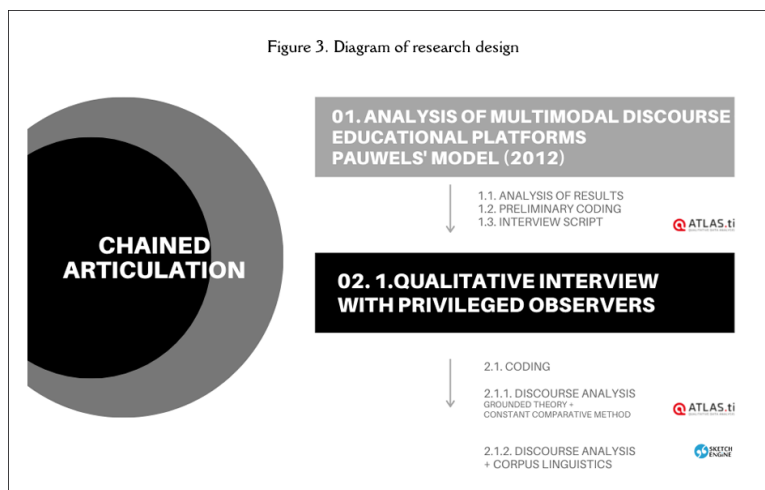 Figure 3. Diagram of research design
CHAINED
ARTICULATION
01. ANALYSIS OF MULTIMODAL DISCOURSE
EDUCATIONAL PLATFORMS
PAUWELS' MODEL (2012)
1.1. ANALYSIS OF RESULTS
1.2. PRELIMINARY CODING
1.3. INTERVIEW SCRIPT
ATLAS.ti
02. 1.QUALITATIVE INTERVIEW
WITH PRIVILEGED OBSERVERS
2.1. CODING
2.1.1. DISCOURSE ANALYSIS
GROUNDED THEORY +
CONSTANT COMPARATIVE METHOD
ATLAS.ti
2.1.2. DISCOURSE ANALYSIS
+ CORPUS LINGUISTICS
SKETCH
ENGINE